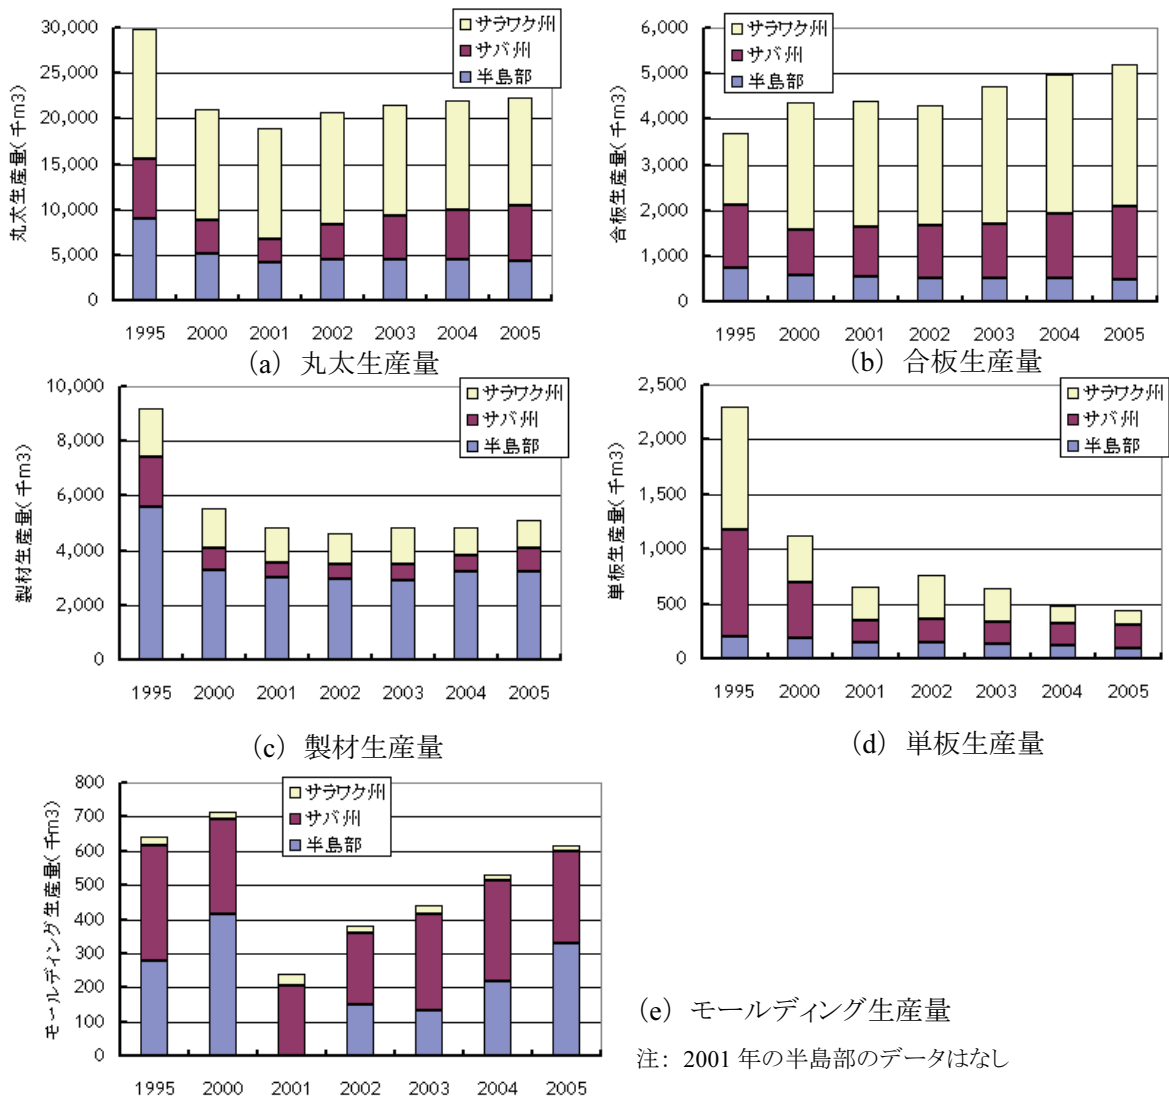 丸太生産量(千m3)
30,000
25,000
20,000
15,000
10,000
5,000
0
サラワク州
サバ州
半島部
1995 2000 2001 2002 2003 2004 2005
(a) 丸太生産量
合板生産量(千m3)
6,000
5,000
4,000
3,000
2,000
1,000
0
サラワク州
サバ州
半島部
1995 2000 2001 2002 2003 2004 2005
(b) 合板生産量
製材生産量(千m3)
10,000
8,000
6,000
4,000
2,000
0
サラワク州
サバ州
半島部
1995 2000 2001 2002 2003 2004 2005
(c) 製材生産量
単板生産量(千m3)
2,500
2,000
1,500
1,000
500
0
サラワク州
サバ州
半島部
1995 2000 2001 2002 2003 2004 2005
(d) 単板生産量
モールディング生産量(千m3)
800
700
600
500
400
300
200
100
0
サラワク州
サバ州
半島部
1995 2000 2001 2002 2003 2004 2005
(e) モールディング生産量
注: 2001 年の半島部のデータはなし